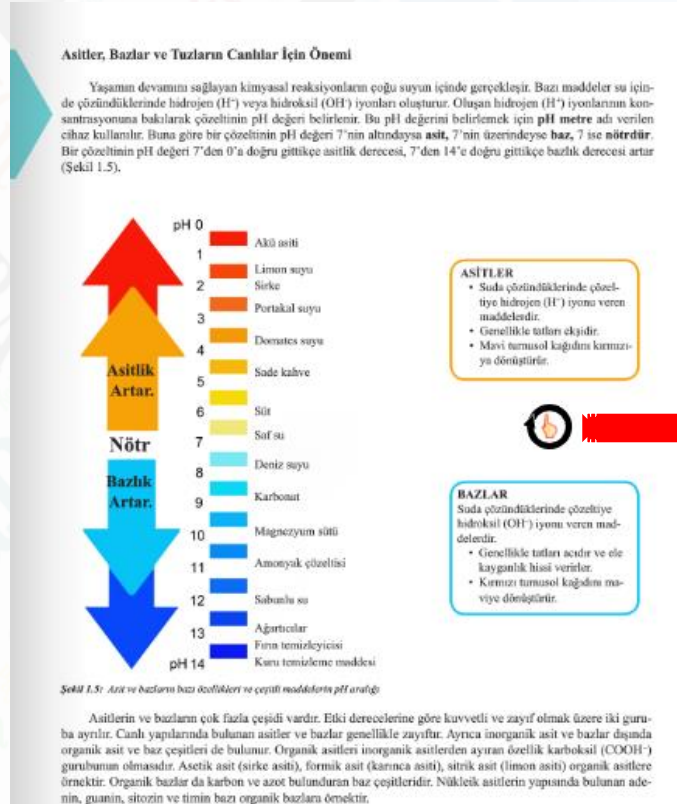 Asitler, Bazlar ve Tuzların Canlılar İçin Önemi
Yaşamın devamını sağlayan kimyasal reaksiyonların çoğu suyun içinde gerçekleşir. Bazı maddeler su için-
de çözündüklerinde hidrojen (H⁺) veya hidroksil (OH⁻) iyonları oluşturur. Oluşan hidrojen (H⁺) iyonlarının kon-
santrasyonuna bakılarak çözeltinin pH değeri belirlenir. Bu pH değerini belirlemek için pH metre adı verilen
cihaz kullanılır. Buna göre bir çözeltinin pH değeri 7'nin altındaysa asit, 7'nin üzerindeyse baz, 7 ise nötrdür.
Bir çözeltinin pH değeri 7'den 0'a doğru gittikçe asitlik derecesi, 7'den 14'e doğru gittikçe bazlık derecesi artar
(Şekil 1.5).
pH 0
Akü asiti
1
Limon suyu
2
Sirke
Portakal suyu
3
Domates suyu
4
Asitlik
Artar.
Sade kahve
5
6
Süt
Nötr
7
Saf su
Deniz suyu
8
Bazlık
Artar.
Karbonat
9
Magnezyum sütü
10
Amonyak çözeltisi
11
Sabunlu su
12
Ağartıcılar
13
Fırın temizleyicisi
pH 14
Kuru temizleme maddesi
ASİTLER
• Suda çözündüklerinde çözel-
tiye hidrojen (H⁺) iyonu veren
maddelerdir.
• Genellikle tatları ekşidir.
• Mavi turnusol kağıdını kırmızı-
ya dönüştürür.
BAZLAR
Suda çözündüklerinde çözeltiye
hidroksil (OH⁻) iyonu veren mad-
delerdir.
• Genellikle tatları acıdır ve ele
kayganlık hissi verirler.
• Kırmızı turnusol kağıdını ma-
viye dönüştürür.
Şekil 1.5: Asit ve bazların bazı özellikleri ve çeşitli maddelerin pH aralığı
Asitlerin ve bazların çok fazla çeşidi vardır. Etki derecelerine göre kuvvetli ve zayıf olmak üzere iki guru-
ba ayrılır. Canlı yapılarında bulunan asitler ve bazlar genellikle zayıftır. Ayrıca inorganik asit ve bazlar dışında
organik asit ve baz çeşitleri de bulunur. Organik asitleri inorganik asitlerden ayıran özellik karboksil (COOH⁻)
gurubunun olmasıdır. Asetik asit (sirke asiti), formik asit (karınca asiti), sitrik asit (limon asiti) organik asitlere
örnektir. Organik bazlar da karbon ve azot bulunduran baz çeşitleridir. Nükleik asitlerin yapısında bulunan ade-
nin, guanin, sitozin ve timin bazı organik bazlara örnektir.